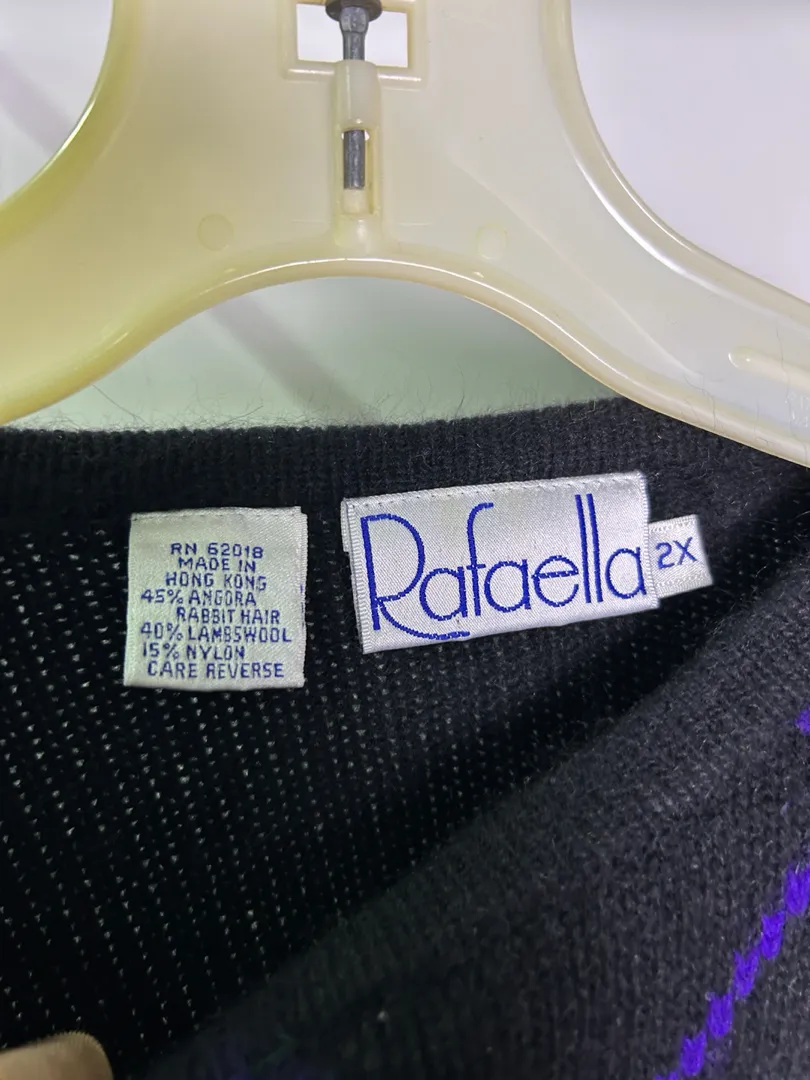 RN 62018
MADE IN
HONG KONG
45% ANGORA
RABBIT HAIR
40% LAMBSWOOL
15% NYLON
CARE REVERSE
Rafaella
2X